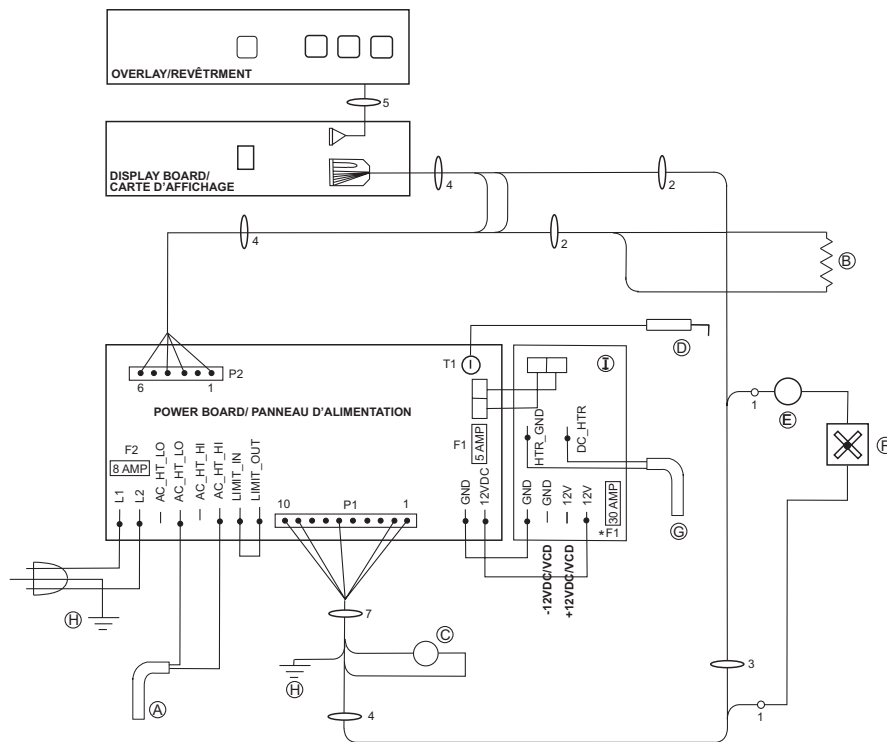 OVERLAY/REVÊTRMENT
5
DISPLAY BOARD/
CARTE D'AFFICHAGE
4
2
4
2
B
T1
I
D
I
P2
6
1
POWER BOARD/ PANNEAU D'ALIMENTATION
1
E
F
F2
8 AMP
L1
L2
AC_HT_LO
AC_HT_LO
AC_HT_HI
AC_HT_HI
LIMIT_IN
LIMIT_OUT
10
P1
1
F1
5 AMP
GND
12VDC
HTR_GND
DC_HTR
GND
GND
12V
12V
30 AMP
*F1
G
-12VDC/VCD
+12VDC/VCD
H
7
C
H
A
4
3
1